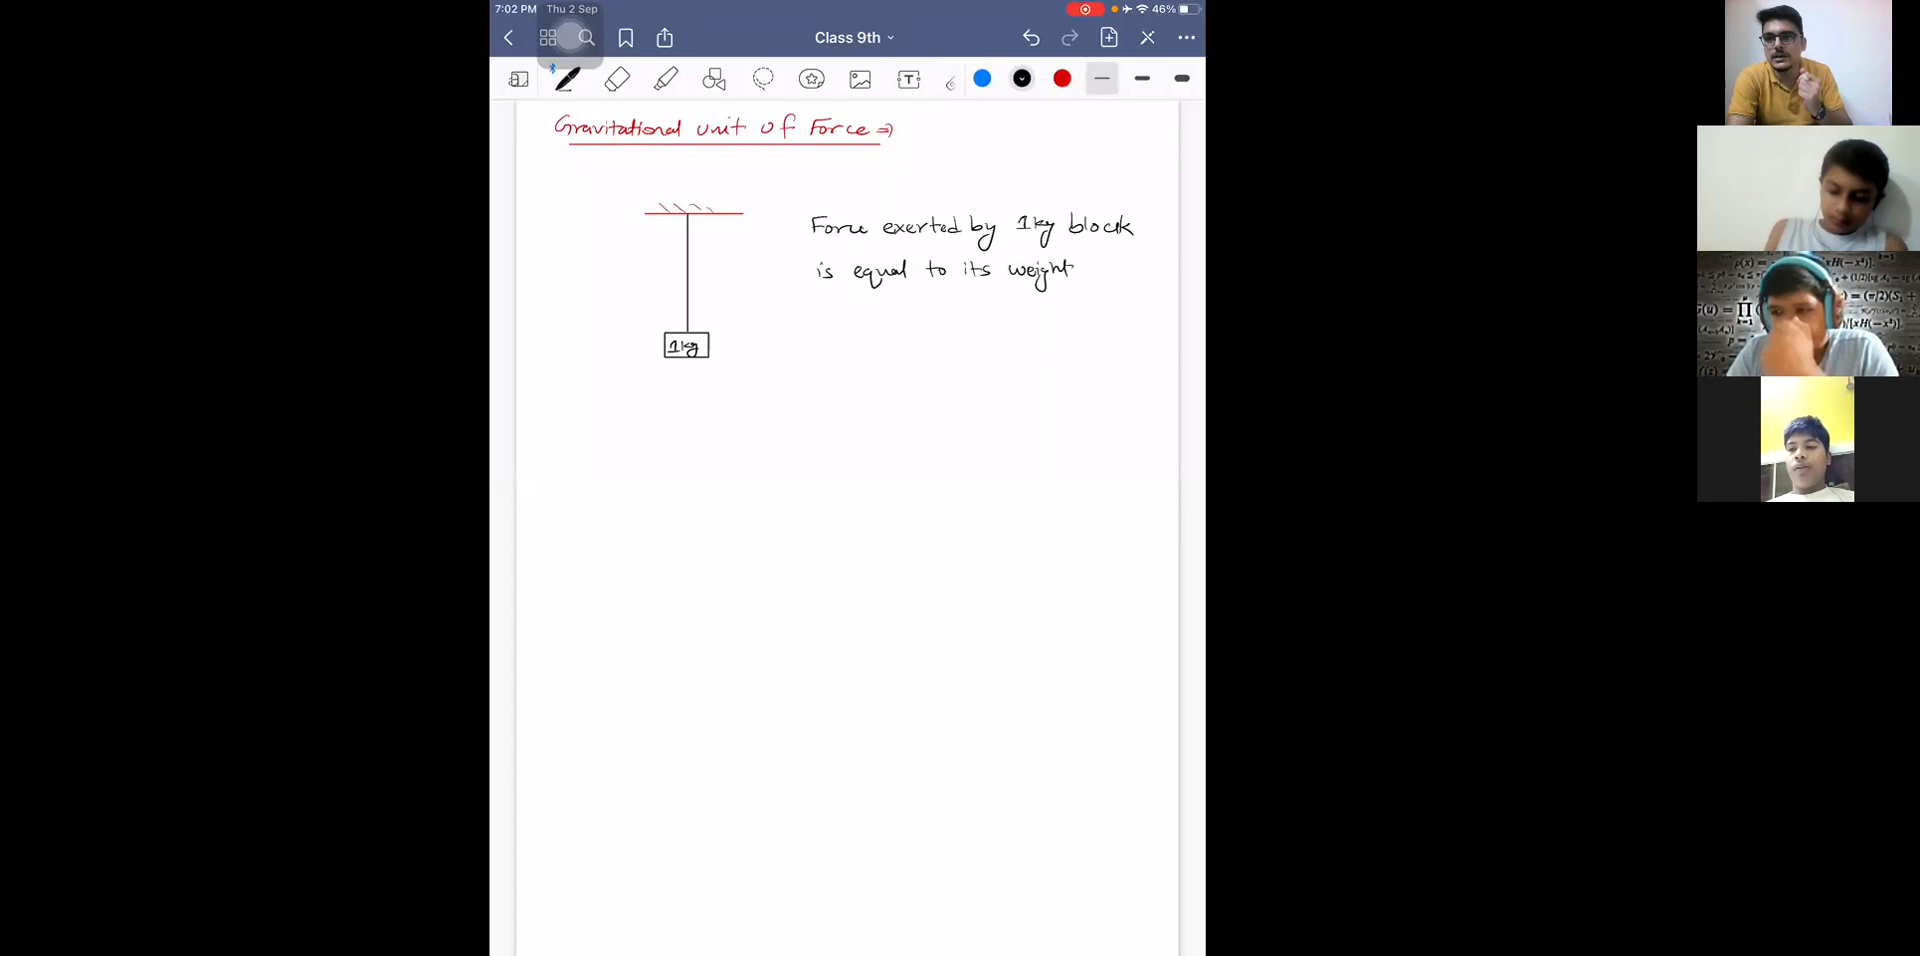 7:02 PM Thu 2 Sep
46%
Class 9th
T
Gravitational unit of Force ⇒
Force exerted by 1kg block
is equal to its weight
1kg